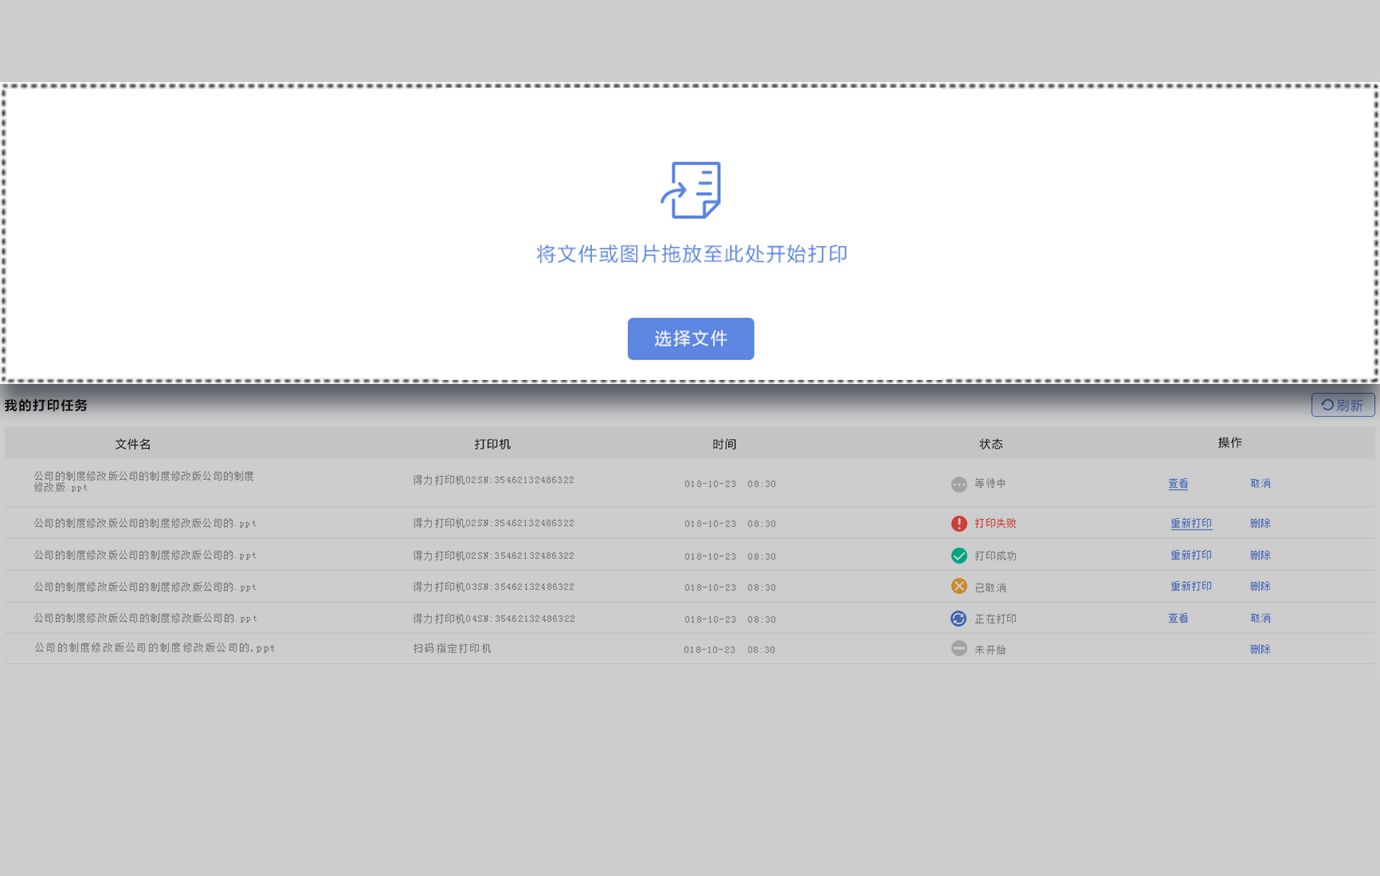 将文件或图片拖放至此处开始打印
选择文件
我的打印任务
刷新
文件名 打印机 时间 状态 操作
公司的制度修改版公司的制度修改版公司的制度
修改版.ppt
得力打印机02SN:35462132486322 018-10-23 08:30 等待中 查看 取消
公司的制度修改版公司的制度修改版公司的.ppt 得力打印机02SN:35462132486322 018-10-23 08:30 打印失败 重新打印 删除
公司的制度修改版公司的制度修改版公司的.ppt 得力打印机02SN:35462132486322 018-10-23 08:30 打印成功 重新打印 删除
公司的制度修改版公司的制度修改版公司的.ppt 得力打印机03SN:35462132486322 018-10-23 08:30 已取消 重新打印 删除
公司的制度修改版公司的制度修改版公司的.ppt 得力打印机04SN:35462132486322 018-10-23 08:30 正在打印 查看 取消
公司的制度修改版公司的制度修改版公司的.ppt 扫码指定打印机 018-10-23 08:30 未开始 删除